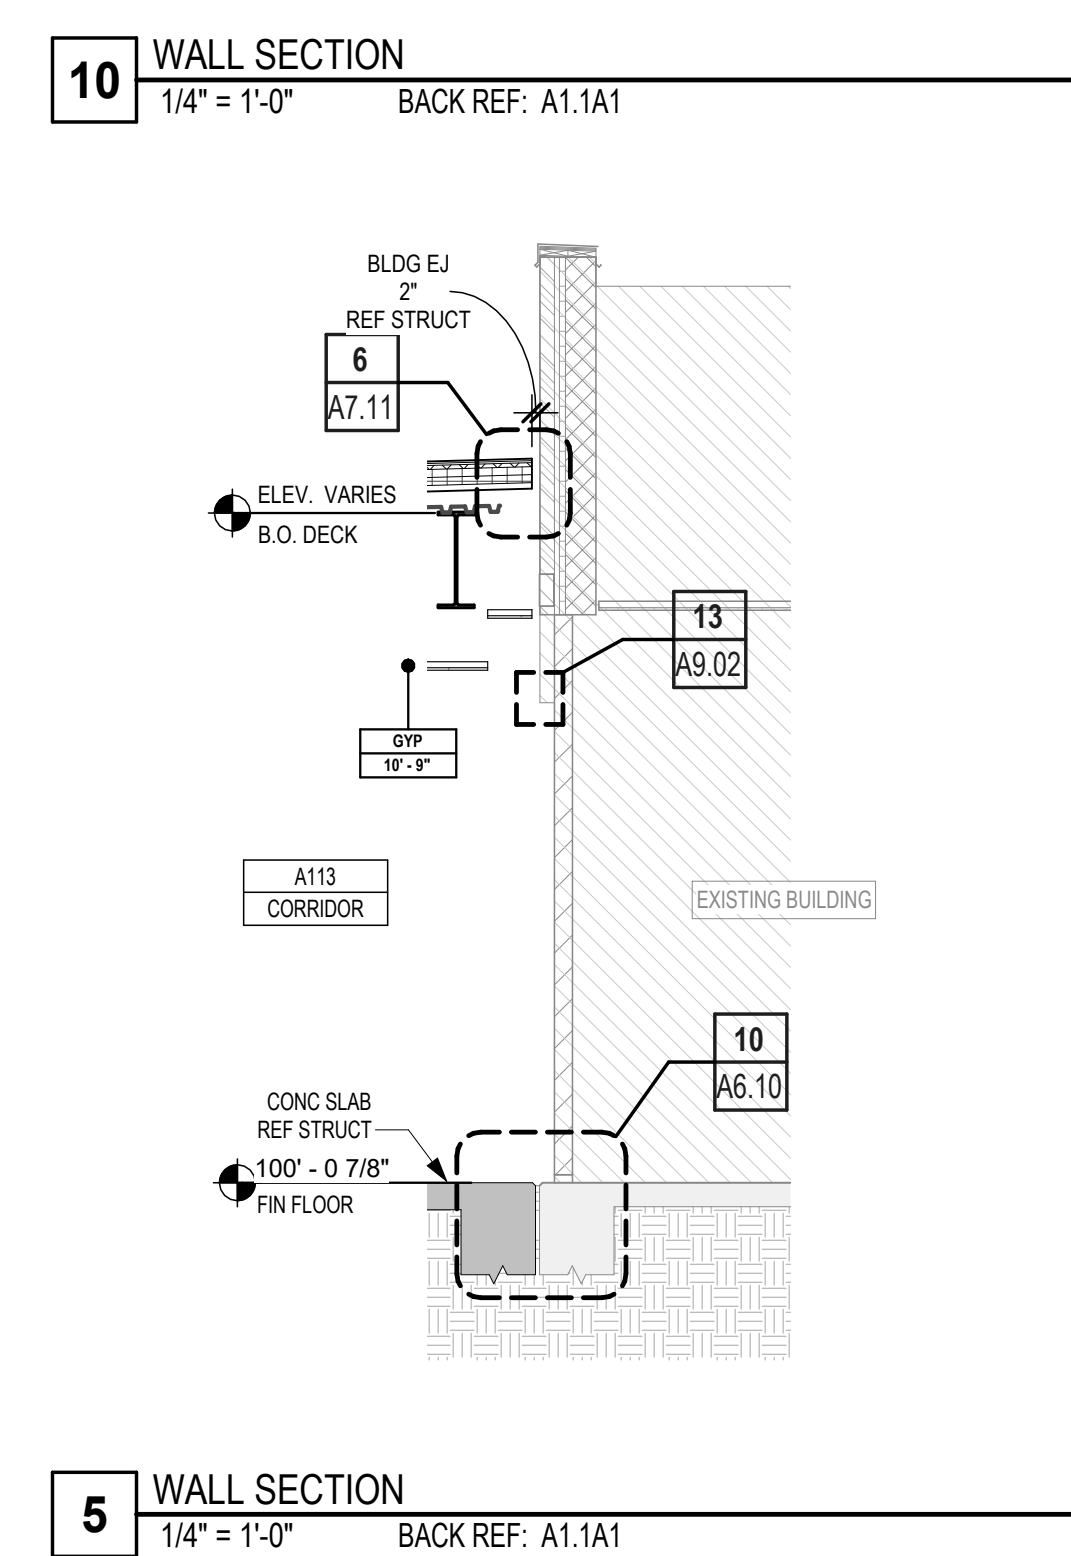 10
WALL SECTION
1/4" = 1'-0" BACK REF: A1.1A1
BLDG EJ
2"
REF STRUCT
6
A7.11
ELEV. VARIES
B.O. DECK
13
A9.02
GYP
10' - 9"
A113
CORRIDOR
EXISTING BUILDING
10
A6.10
CONC SLAB
REF STRUCT
100' - 0 7/8"
FIN FLOOR
5
WALL SECTION
1/4" = 1'-0" BACK REF: A1.1A1